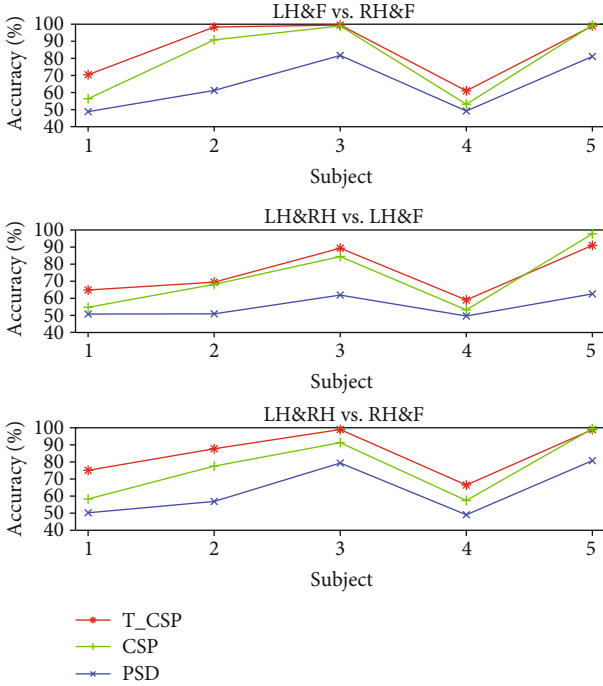 LH&F vs. RH&F
Accuracy (%)
100
90
80
70
60
50
40
1 2 3 4 5
Subject
LH&RH vs. LH&F
Accuracy (%)
100
90
80
70
60
50
40
1 2 3 4 5
Subject
LH&RH vs. RH&F
Accuracy (%)
100
90
80
70
60
50
40
1 2 3 4 5
Subject
T_CSP
CSP
PSD